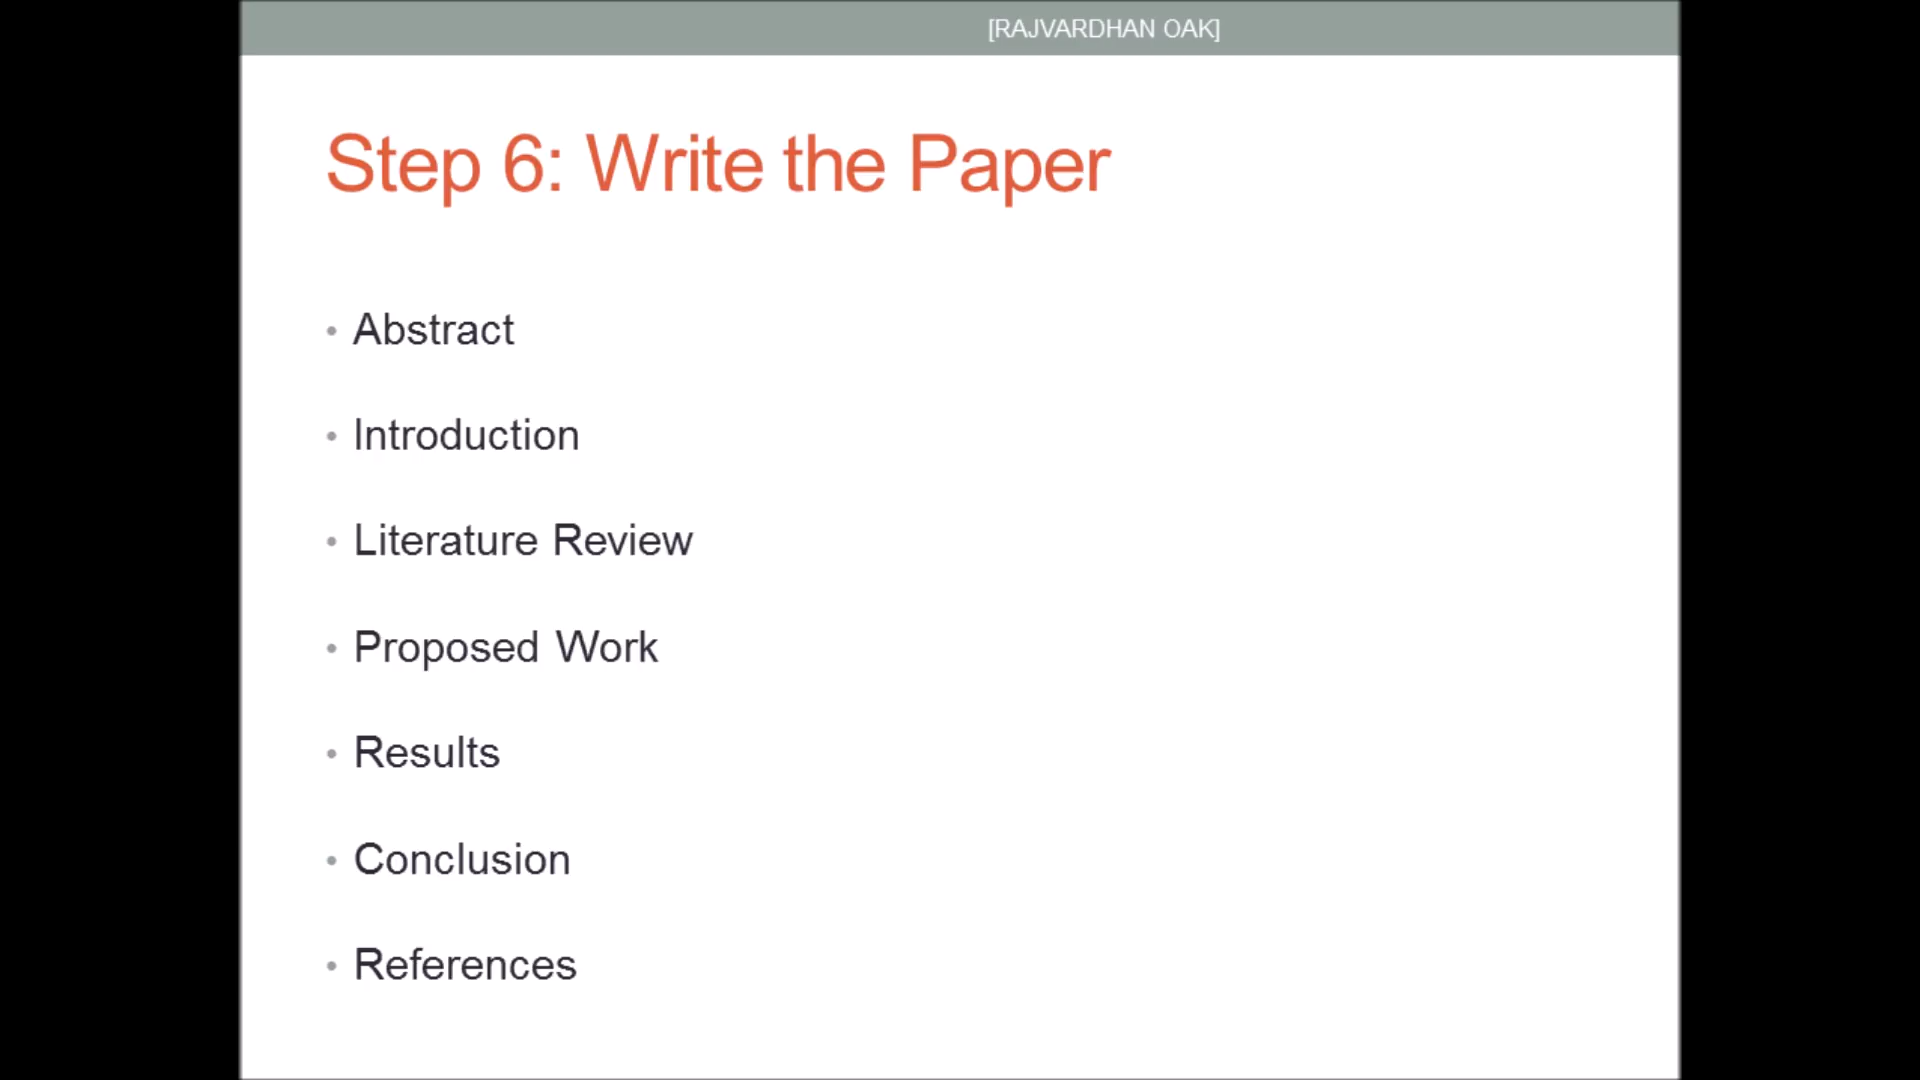 [RAJVARDHAN OAK]
Step 6: Write the Paper
• Abstract
• Introduction
• Literature Review
• Proposed Work
• Results
• Conclusion
• References